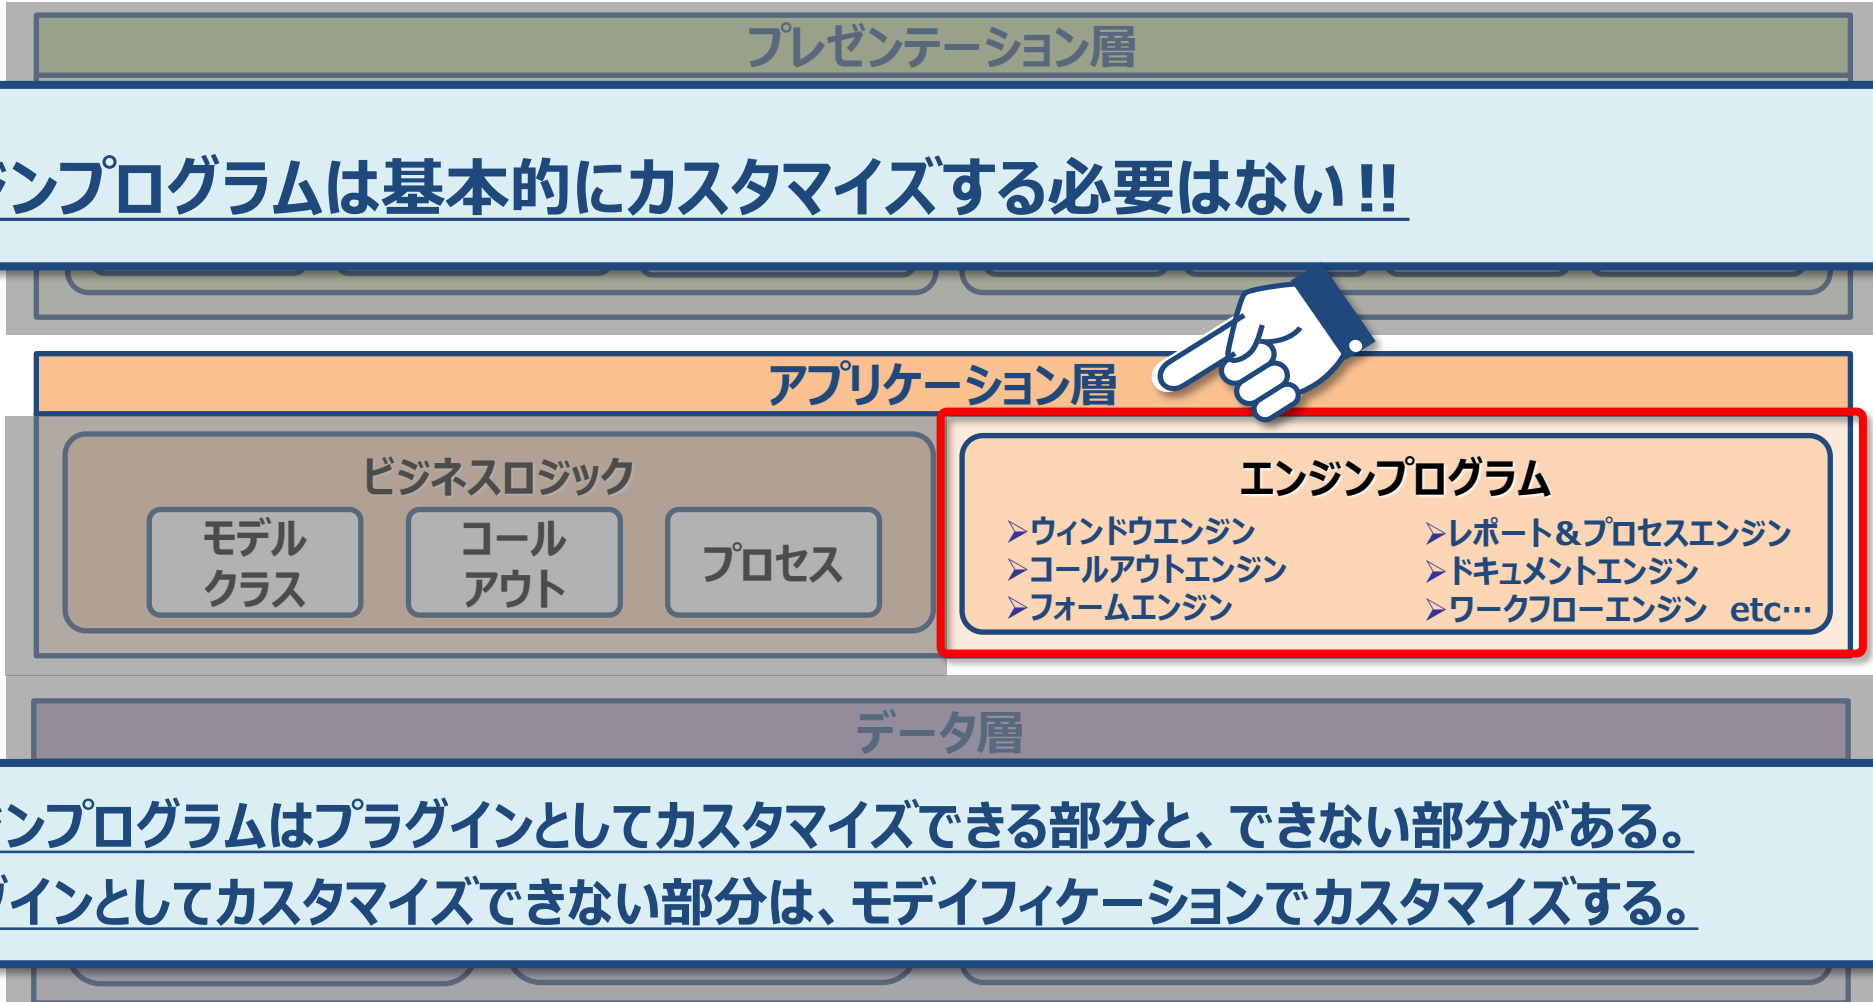 プレゼンテーション層
ジンプログラムは基本的にカスタマイズする必要はない!!
アプリケーション層
ビジネスロジック
モデル
クラス
コール
アウト
プロセス
エンジンプログラム
➢ウィンドウエンジン
➢コールアウトエンジン
➢フォームエンジン
➢レポート&プロセスエンジン
➢ドキュメントエンジン
➢ワークフローエンジン etc…
データ層
ジンプログラムはプラグインとしてカスタマイズできる部分と、できない部分がある。
グインとしてカスタマイズできない部分は、モデイフィケーションでカスタマイズする。